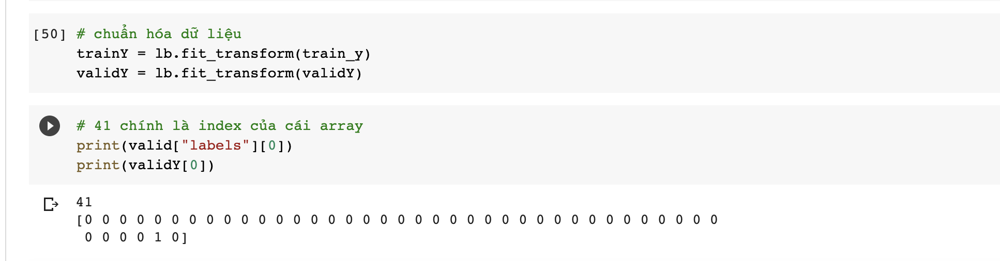 [50] # chuẩn hóa dữ liệu
trainY = lb.fit_transform(train_y)
validY = lb.fit_transform(validY)
# 41 chính là index của cái array
print(valid["labels"][0])
print(validY[0])
41
[0 0 0 0 0 0 0 0 0 0 0 0 0 0 0 0 0 0 0 0 0 0 0 0 0 0 0 0 0 0 0 0 0 0 0 0 0
0 0 0 0 1 0]